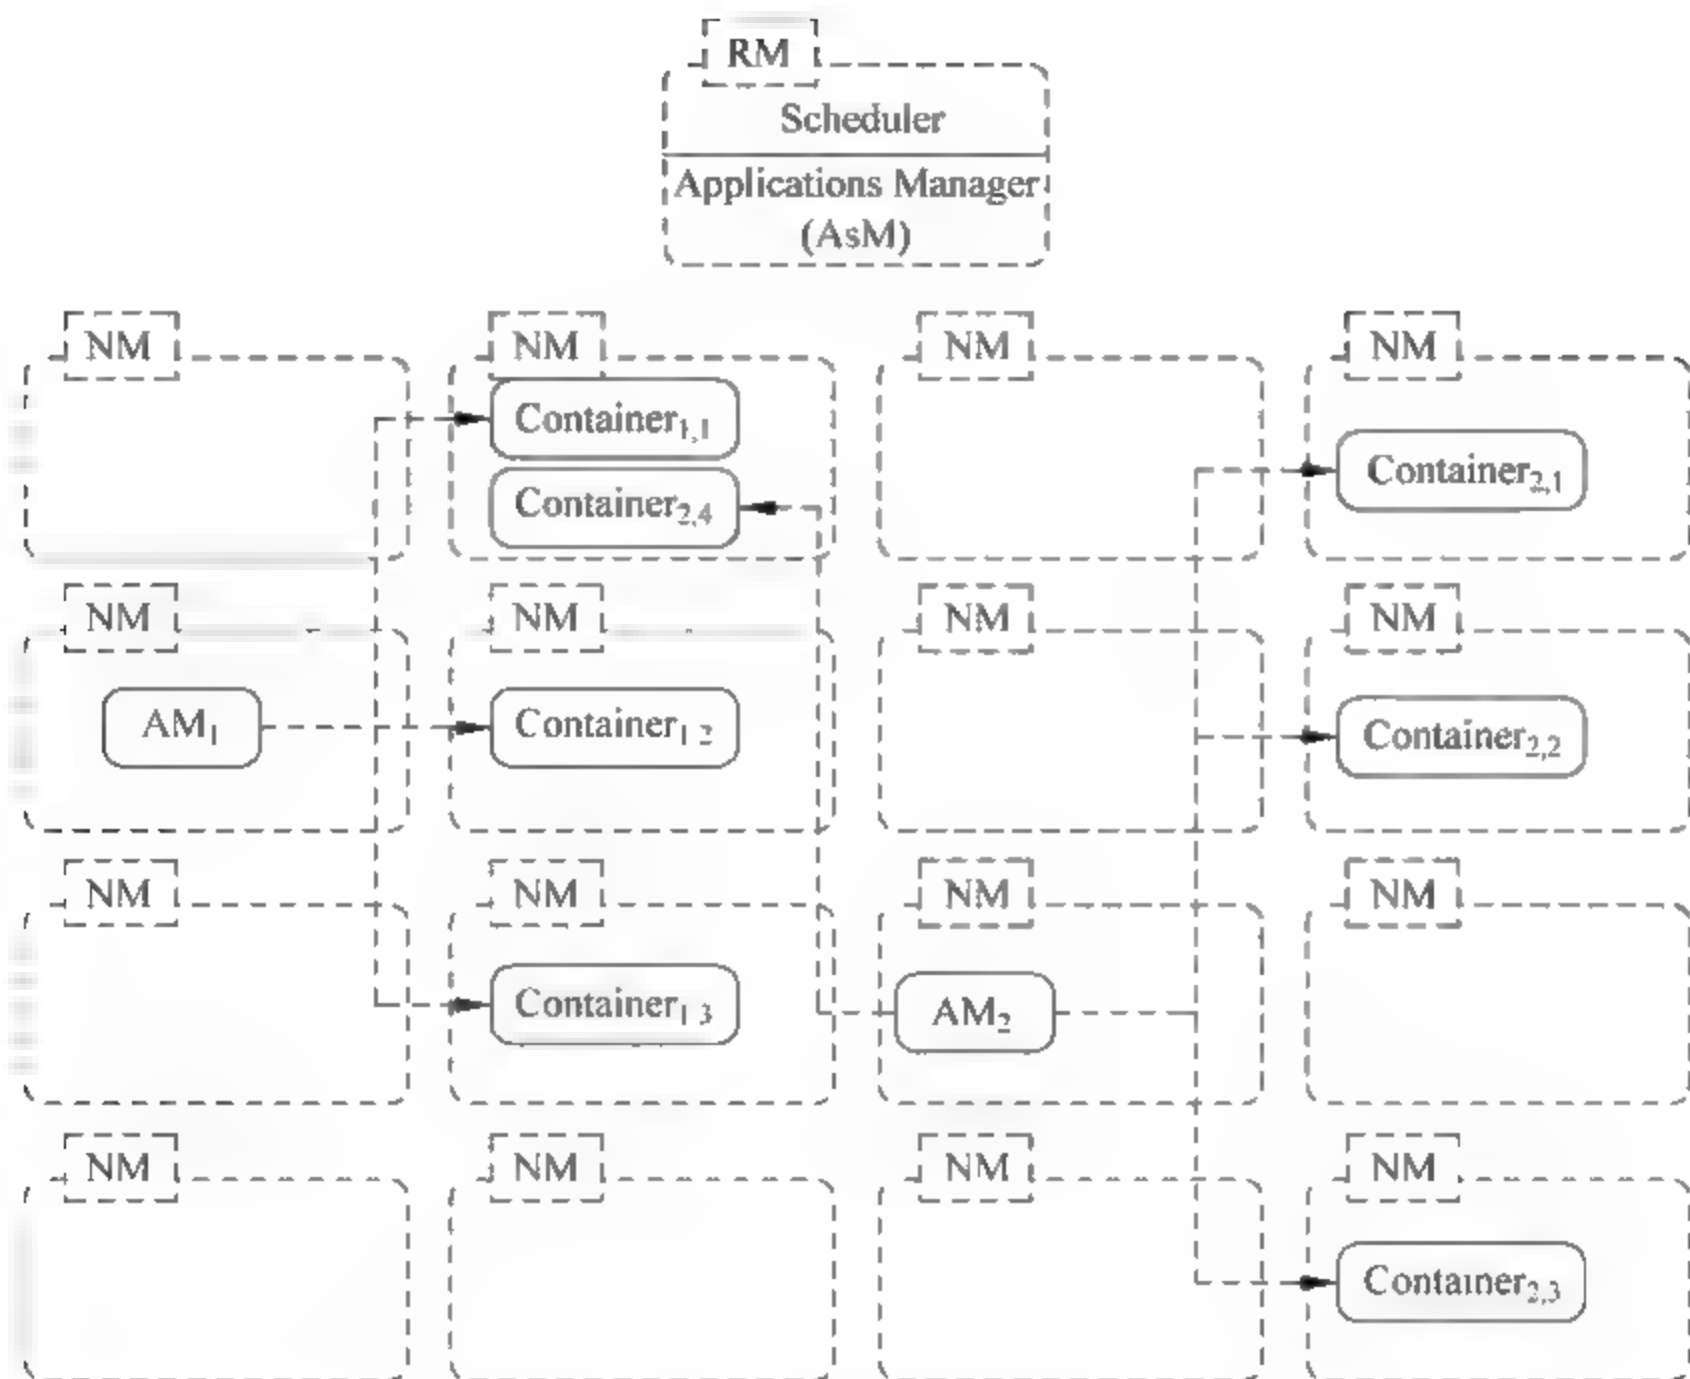 RM
Scheduler
Applications Manager
(AsM)
NM
NM
NM
NM
Container1,1
Container2,4
Container2,1
NM
NM
NM
NM
AM1
Container1 2
Container2,2
NM
NM
NM
NM
Container1 3
AM2
NM
NM
NM
NM
Container2,3